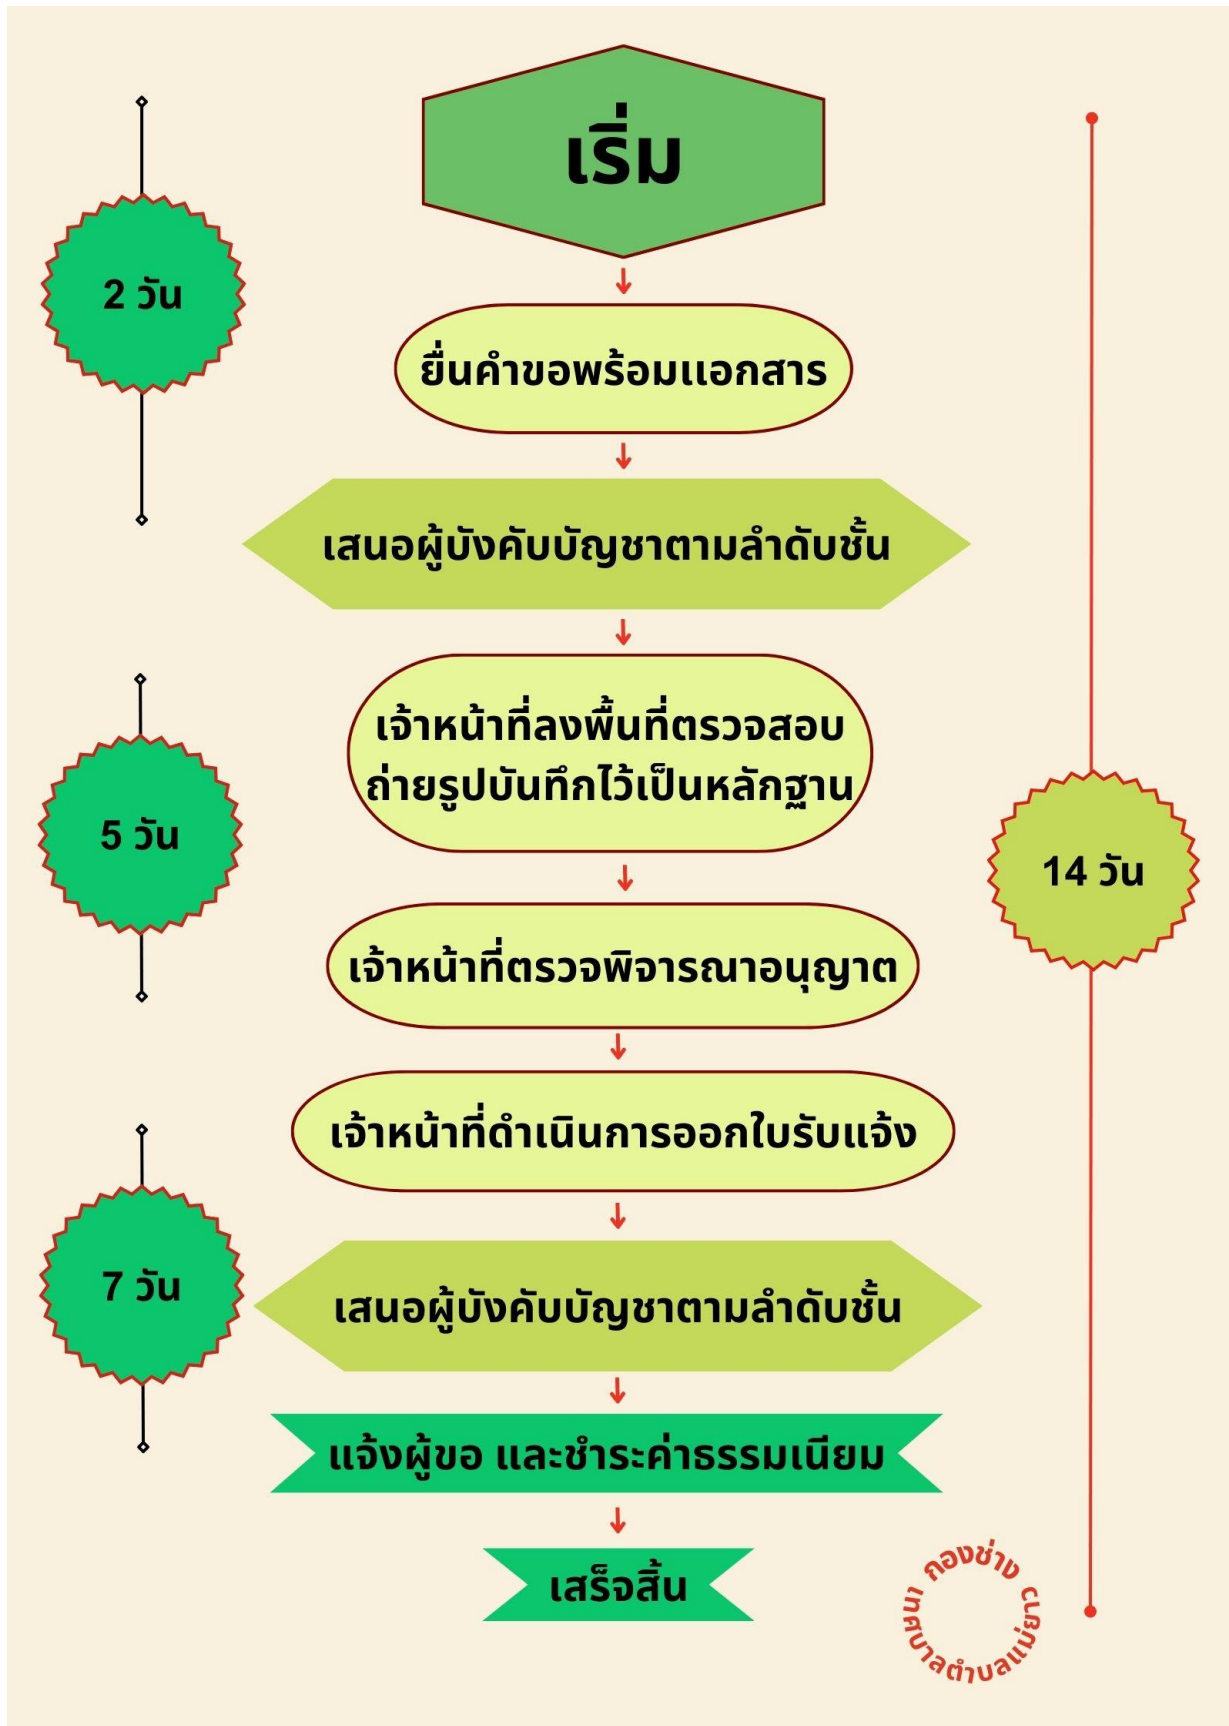 เริ่ม
2 วัน
ยื่นคำขอพร้อมแอกสาร
เสนอผู้บังคับบัญชาตามลำดับชั้น
เจ้าหน้าที่ลงพื้นที่ตรวจสอบ
ถ่ายรูปบันทึกไว้เป็นหลักฐาน
5 วัน
14 วัน
เจ้าหน้าที่ตรวจพิจารณาอนุญาต
เจ้าหน้าที่ดำเนินการออกใบรับแจ้ง
7 วัน
เสนอผู้บังคับบัญชาตามลำดับชั้น
แจ้งผู้ขอ และชำระค่าธรรมเนียม
เสร็จสิ้น
กองช่าง เทศบาลตำบลแม่ยาว